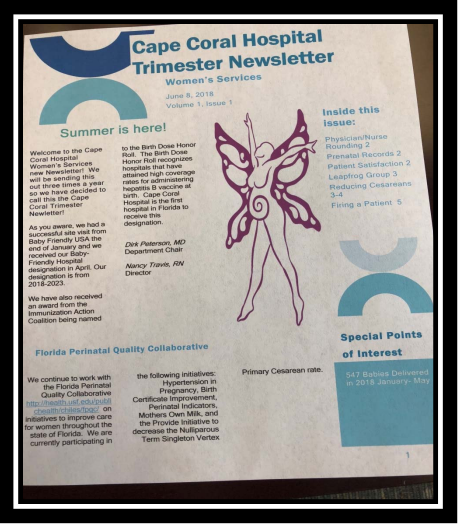 Cape Coral Hospital
Trimester Newsletter
Women's Services
June 8, 2018
Volume 1, Issue 1
Summer is here!
Welcome to the Cape
Coral Hospital
Women's Services
new Newsletter! We
will be sending this
out three times a year
so we have decided to
call this the Cape
Coral Trimester
Newletter!
As you aware, we had a
successful site visit from
Baby Friendly USA the
end of January and we
received our Baby-
Friendly Hospital
designation in April. Our
designation is from
2018-2023.
We have also received
an award from the
Immunization Action
Coalition being named
to the Birth Dose Honor
Roll. The Birth Dose
Honor Roll recognizes
hospitals that have
attained high coverage
rates for administering
hepatitis B vaccine at
birth. Cape Coral
Hospital is the first
hospital in Florida to
receive this
designation.
Dirk Peterson, MD
Department Chair
Nancy Travis, RN
Director
Inside this
issue:
Physician/Nurse
Rounding 2
Prenatal Records 2
Patient Satisfaction 2
Leapfrog Group 3
Reducing Cesareans
3-4
Firing a Patient 5
Special Points
of Interest
547 Babies Delivered
in 2018 January- May
Florida Perinatal Quality Collaborative
We continue to work with
the Florida Perinatal
Quality Collaborative
on
initiatives to improve care
for women throughout the
state of Florida. We are
currently participating in
the following initiatives:
Hypertension in
Pregnancy, Birth
Certificate Improvement,
Perinatal Indicators,
Mothers Own Milk, and
the Provide Initiative to
decrease the Nulliparous
Term Singleton Vertex
Primary Cesarean rate.
1